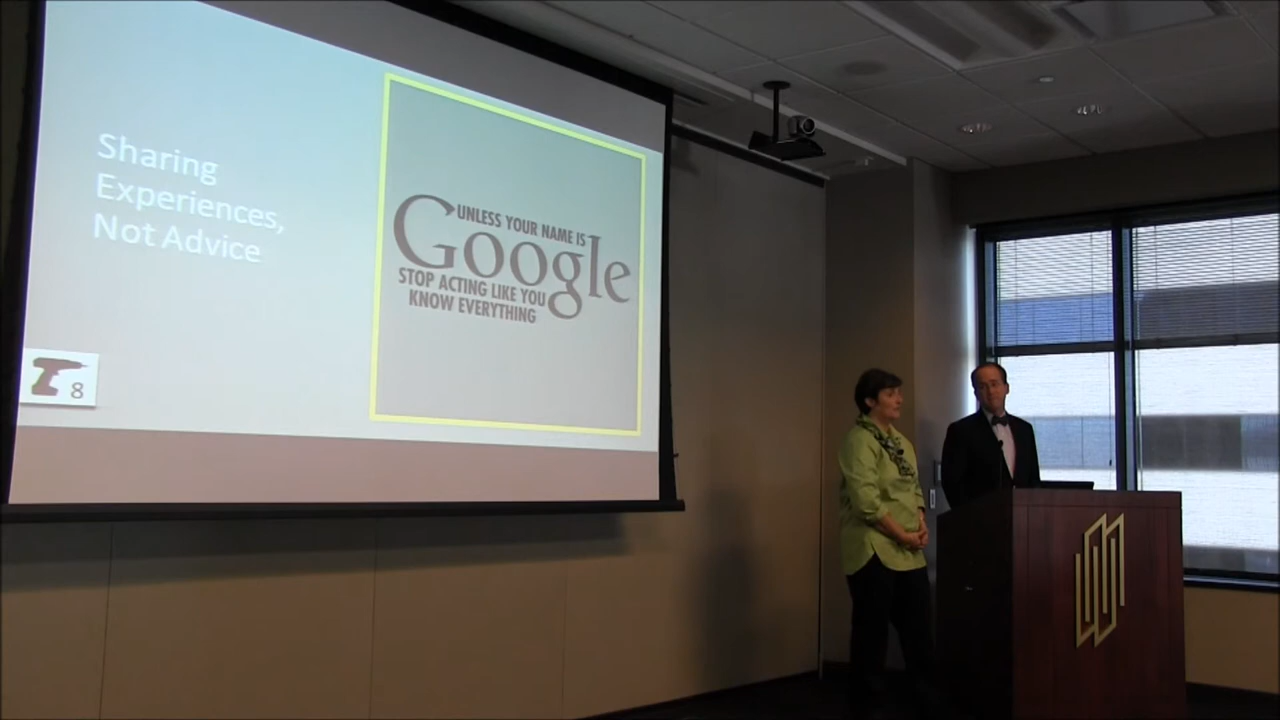 Sharing
Experiences,
Not Advice
UNLESS YOUR NAME IS
Google
STOP ACTING LIKE YOU
KNOW EVERYTHING
8